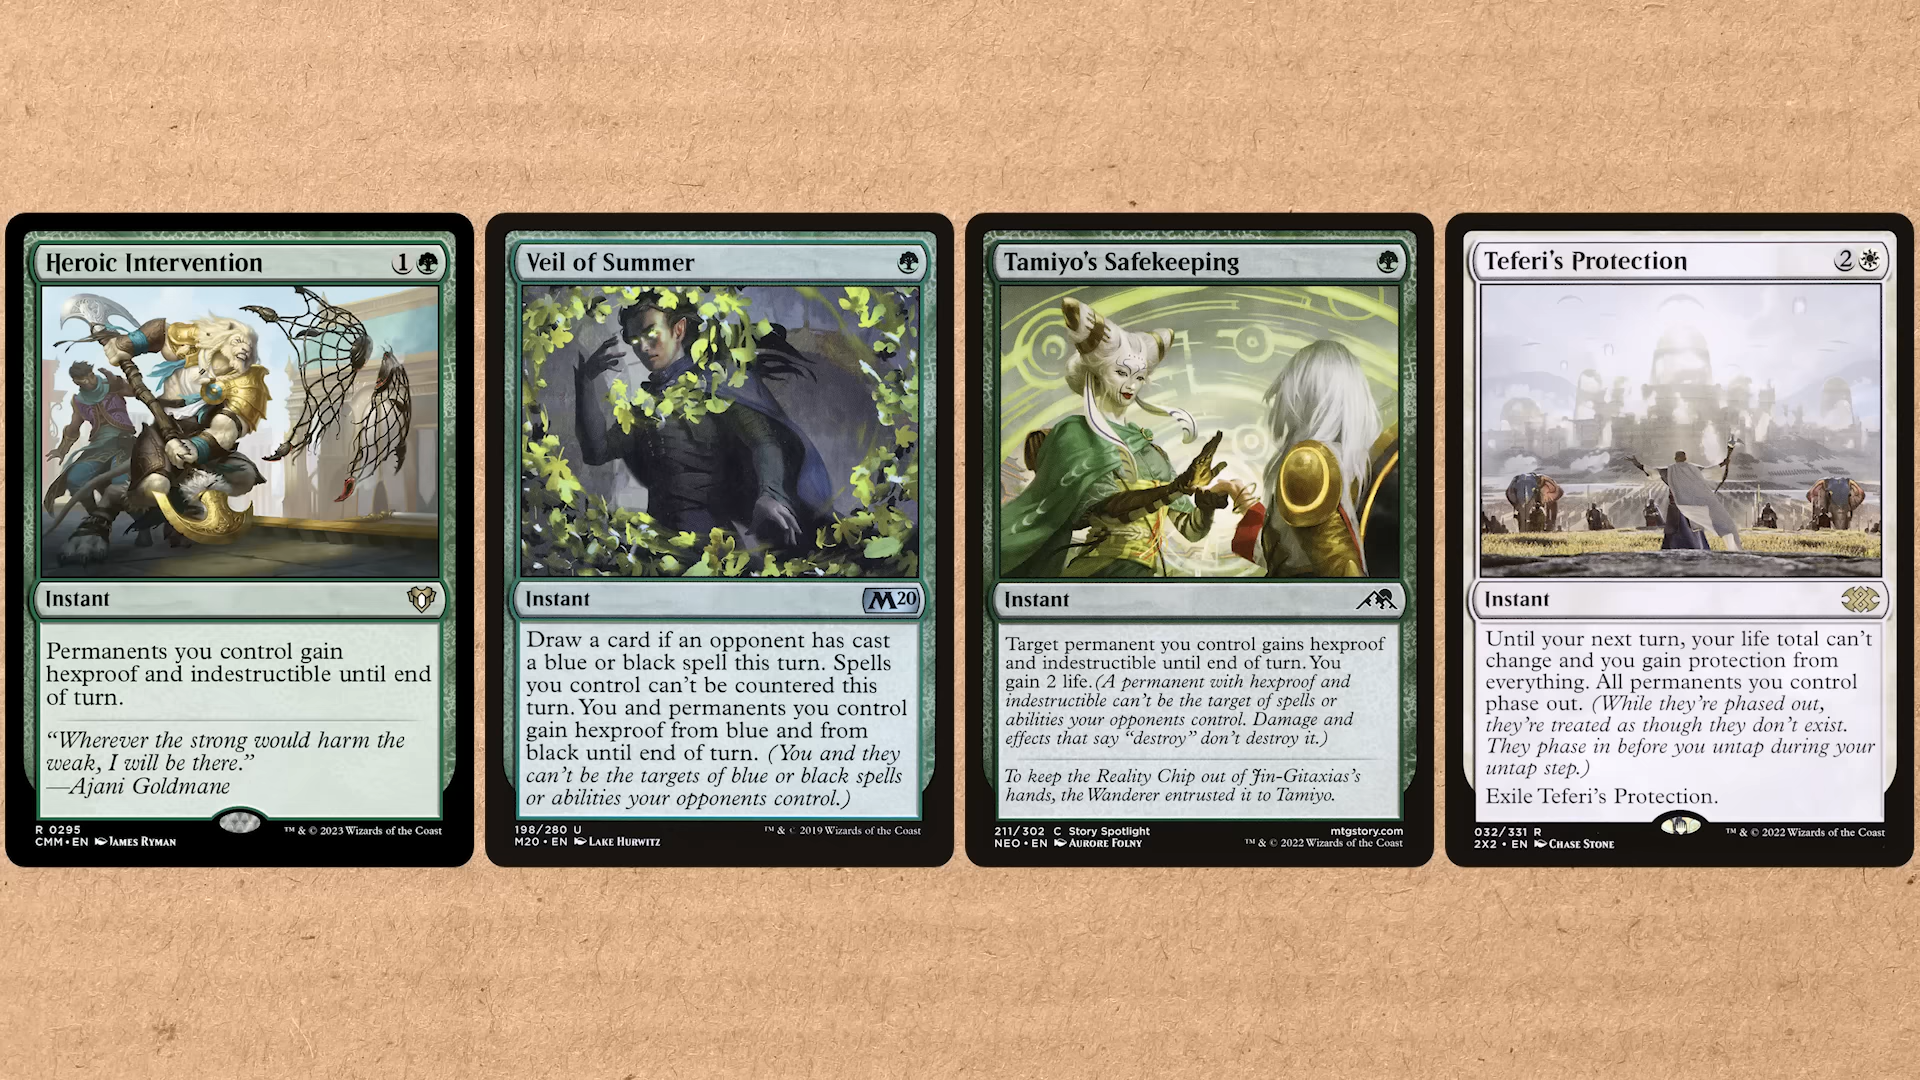 Heroic Intervention 1
Instant
Permanents you control gain
hexproof and indestructible until end
of turn.
“Wherever the strong would harm the
weak, I will be there.”
—Ajani Goldmane
R 0295
CMM • EN JAMES RYMAN
™ & © 2023 Wizards of the Coast
Veil of Summer
Instant
M20
Draw a card if an opponent has cast
a blue or black spell this turn. Spells
you control can’t be countered this
turn. You and permanents you control
gain hexproof from blue and from
black until end of turn. (You and they
can’t be the targets of blue or black spells
or abilities your opponents control.)
198/280 U
M20 • EN LAKE HURWITZ
™ & © 2019 Wizards of the Coast
Tamiyo’s Safekeeping
Instant
Target permanent you control gains hexproof
and indestructible until end of turn. You
gain 2 life. (A permanent with hexproof and
indestructible can’t be the target of spells or
abilities your opponents control. Damage and
effects that say “destroy” don’t destroy it.)
To keep the Reality Chip out of Jin-Gitaxias’s
hands, the Wanderer entrusted it to Tamiyo.
211/302 C Story Spotlight
mtgstory.com
NEO • EN AURORE FOLNY
™ & © 2022 Wizards of the Coast
Teferi’s Protection 2
Instant
Until your next turn, your life total can’t
change and you gain protection from
everything. All permanents you control
phase out. (While they’re phased out,
they’re treated as though they don’t exist.
They phase in before you untap during your
untap step.)
Exile Teferi’s Protection.
032/331 R
2X2 • EN CHASE STONE
™ & © 2022 Wizards of the Coast